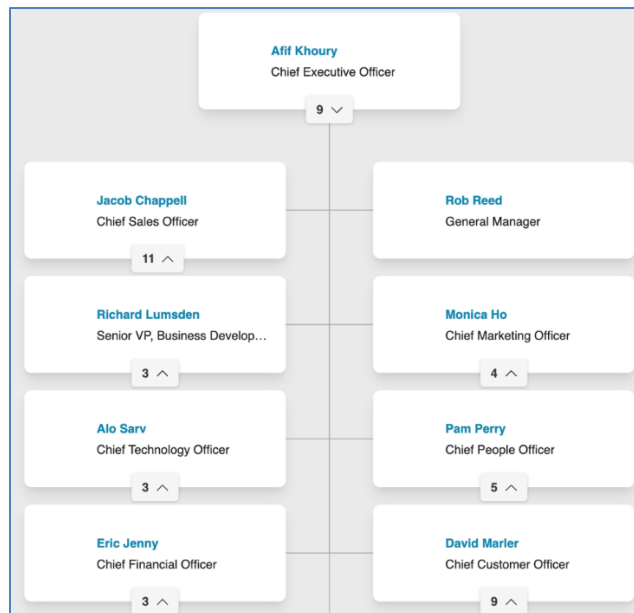 Afif Khoury
Chief Executive Officer
9
Jacob Chappell
Chief Sales Officer
11
Rob Reed
General Manager
Richard Lumsden
Senior VP, Business Develop...
3
Monica Ho
Chief Marketing Officer
4
Alo Sarv
Chief Technology Officer
3
Pam Perry
Chief People Officer
5
Eric Jenny
Chief Financial Officer
3
David Marler
Chief Customer Officer
9